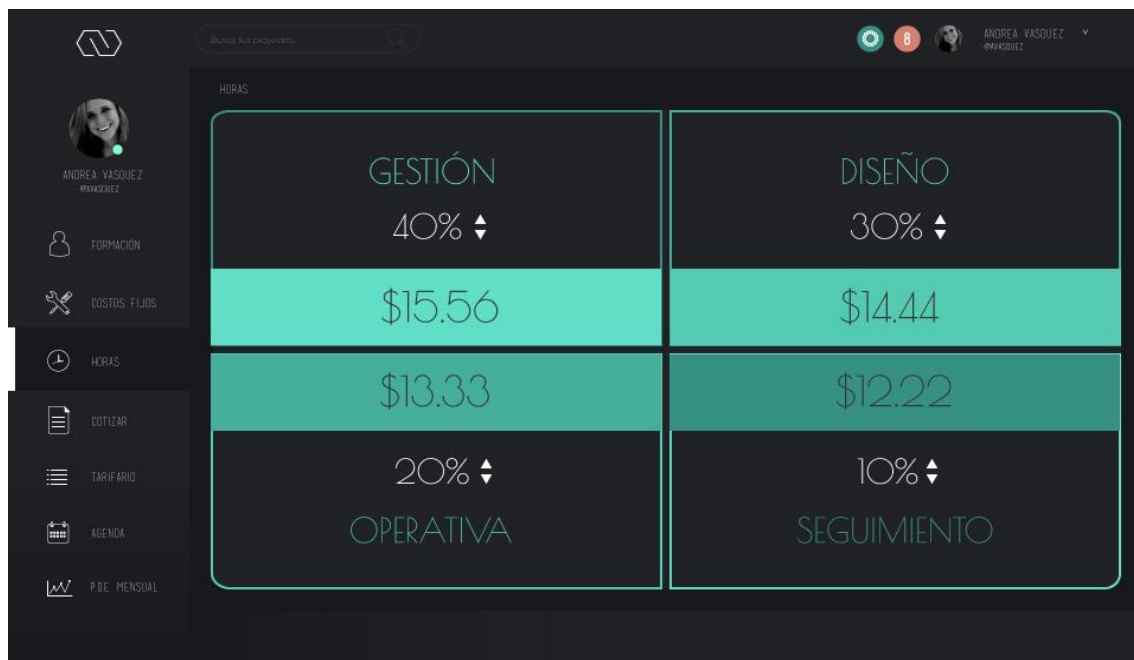 Busca tus proyectos...
8
ANDREA VASQUEZ
@AVASQUEZ
HORAS
ANDREA VASQUEZ
@AVASQUEZ
FORMACIÓN
COSTOS FIJOS
HORAS
COTIZAR
TARIFARIO
AGENDA
P.D.E. MENSUAL
GESTIÓN
40%
$15.56
DISEÑO
30%
$14.44
$13.33
20%
OPERATIVA
$12.22
10%
SEGUIMIENTO